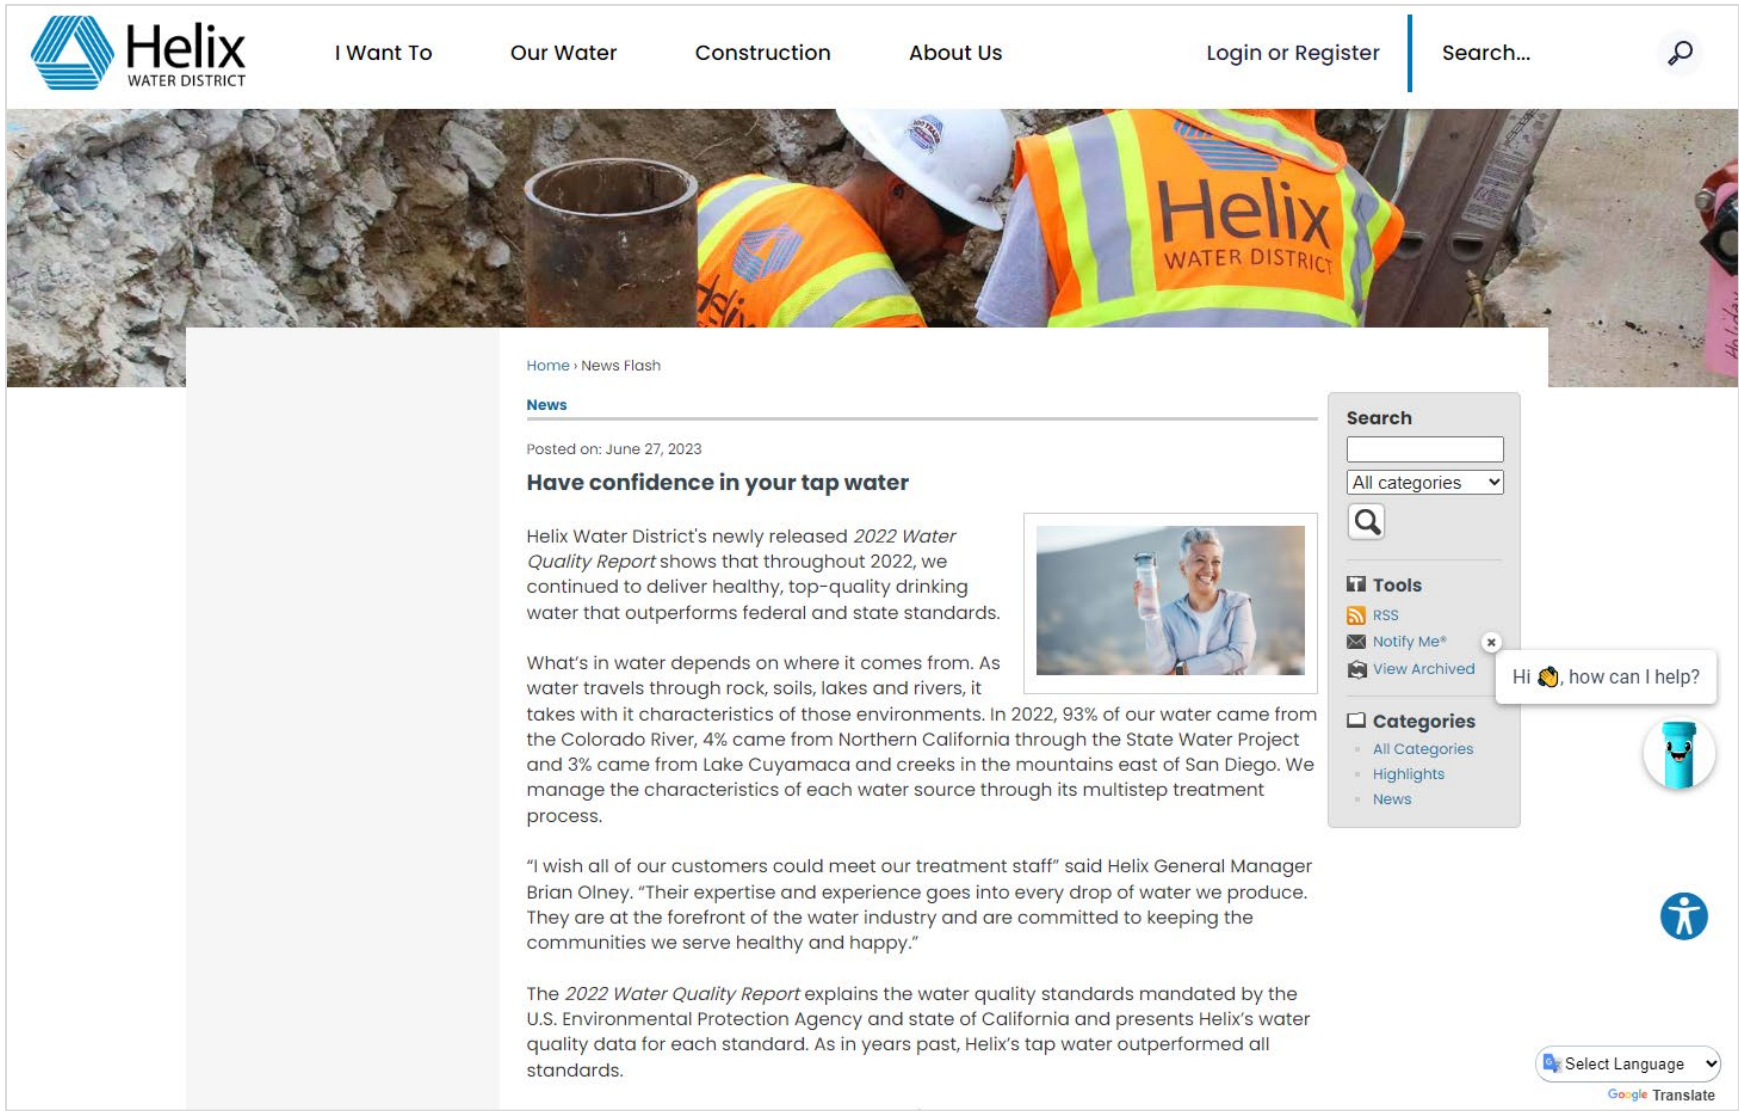 Helix
WATER DISTRICT
I Want To
Our Water
Construction
About Us
Login or Register
Search...
100 YEARS
Helix
WATER DISTRICT
Helix
Home › News Flash
News
Posted on: June 27, 2023
Have confidence in your tap water
Helix Water District's newly released 2022 Water
Quality Report shows that throughout 2022, we
continued to deliver healthy, top-quality drinking
water that outperforms federal and state standards.
What's in water depends on where it comes from. As
water travels through rock, soils, lakes and rivers, it
takes with it characteristics of those environments. In 2022, 93% of our water came from
the Colorado River, 4% came from Northern California through the State Water Project
and 3% came from Lake Cuyamaca and creeks in the mountains east of San Diego. We
manage the characteristics of each water source through its multistep treatment
process.
“I wish all of our customers could meet our treatment staff” said Helix General Manager
Brian Olney. “Their expertise and experience goes into every drop of water we produce.
They are at the forefront of the water industry and are committed to keeping the
communities we serve healthy and happy.”
The 2022 Water Quality Report explains the water quality standards mandated by the
U.S. Environmental Protection Agency and state of California and presents Helix's water
quality data for each standard. As in years past, Helix's tap water outperformed all
standards.
Search
All categories
Tools
RSS
Notify Me®
View Archived
Categories
All Categories
Highlights
News
Hi 👋, how can I help?
Select Language
Google Translate